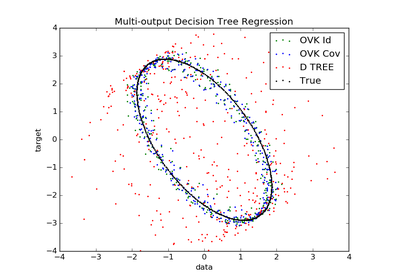 Multi-output Decision Tree Regression
OVK Id
OVK Cov
D TREE
True
target
4
3
2
1
0
−1
−2
−3
−4
−4
−3
−2
−1
0
1
2
3
4
data